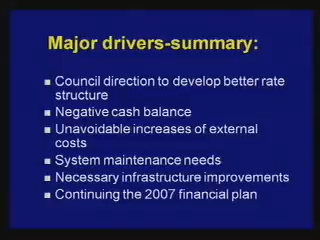 Major drivers-summary:
Council direction to develop better rate
structure
Negative cash balance
Unavoidable increases of external
costs
System maintenance needs
Necessary infrastructure improvements
Continuing the 2007 financial plan